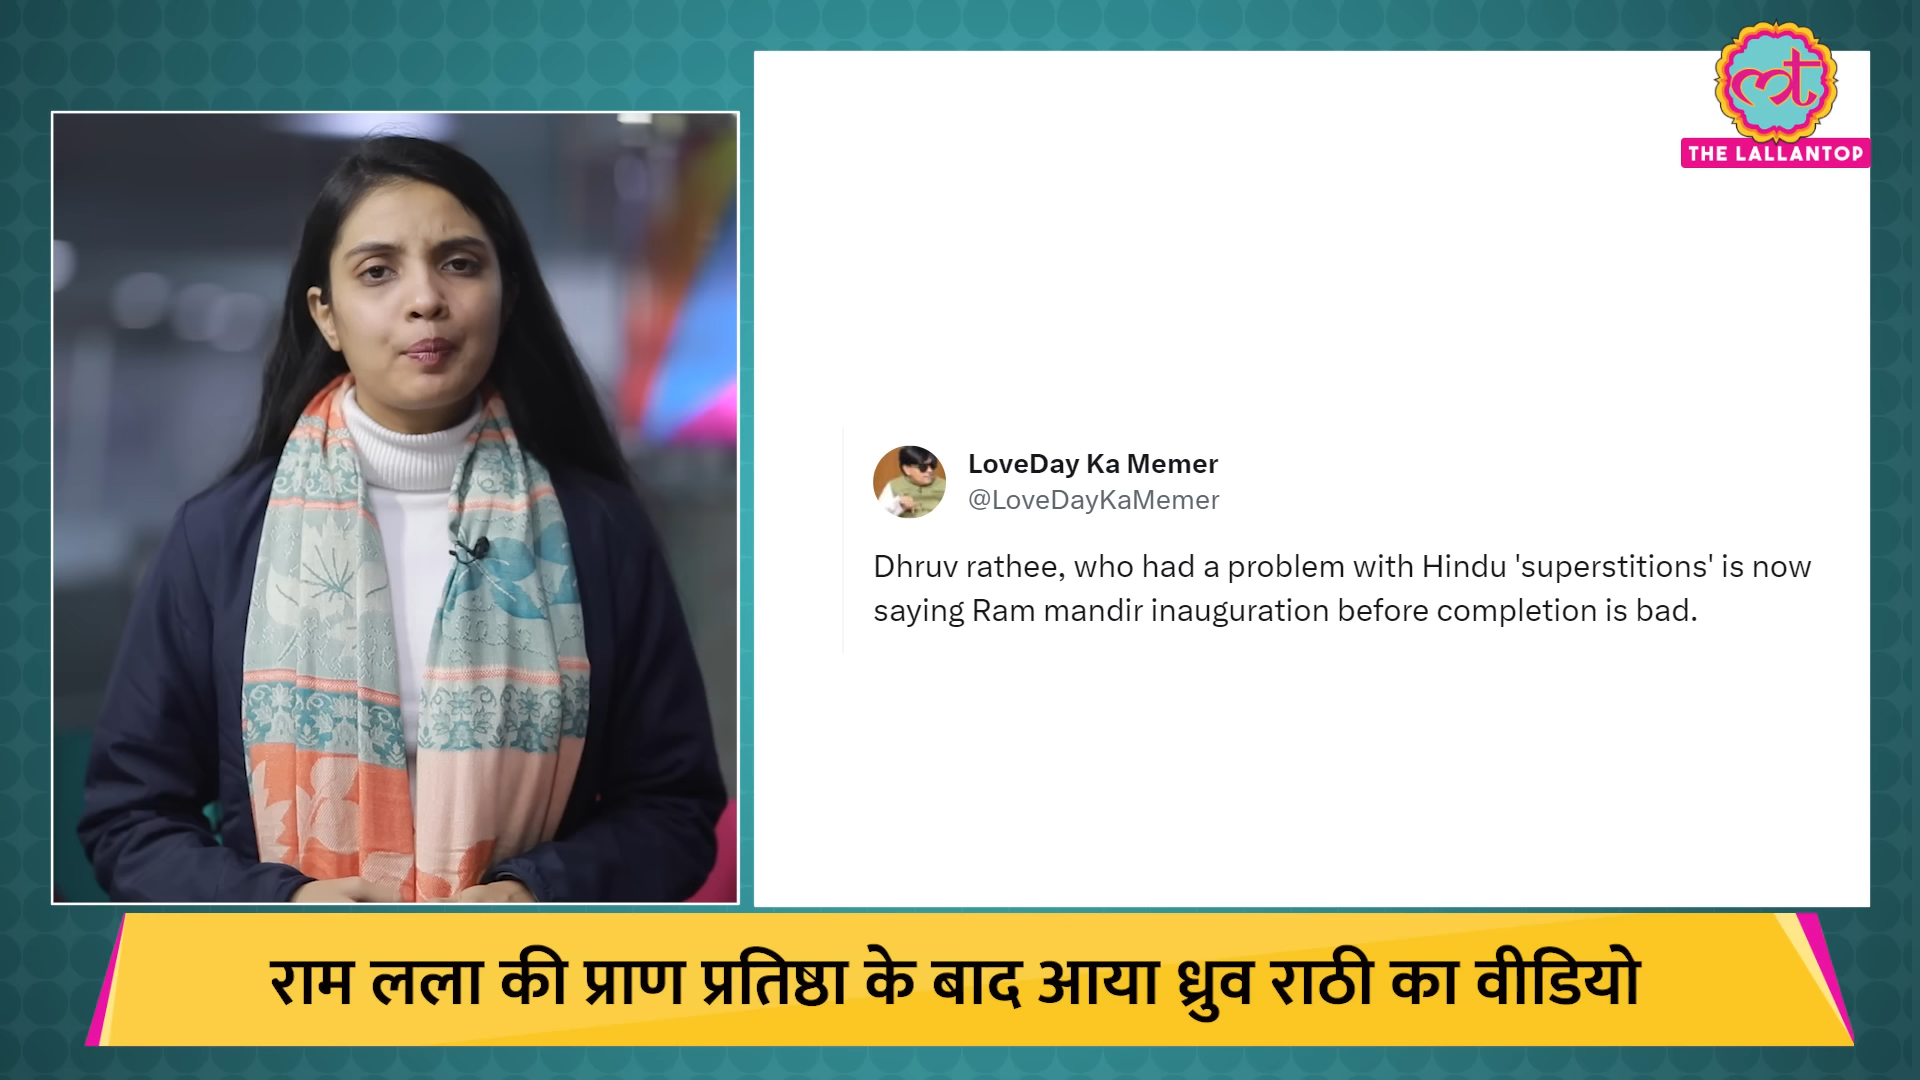 THE LALLANTOP
LoveDay Ka Memer
@LoveDayKaMemer
Dhruv rathee, who had a problem with Hindu 'superstitions' is now
saying Ram mandir inauguration before completion is bad.
राम लला की प्राण प्रतिष्ठा के बाद आया ध्रुव राठी का वीडियो